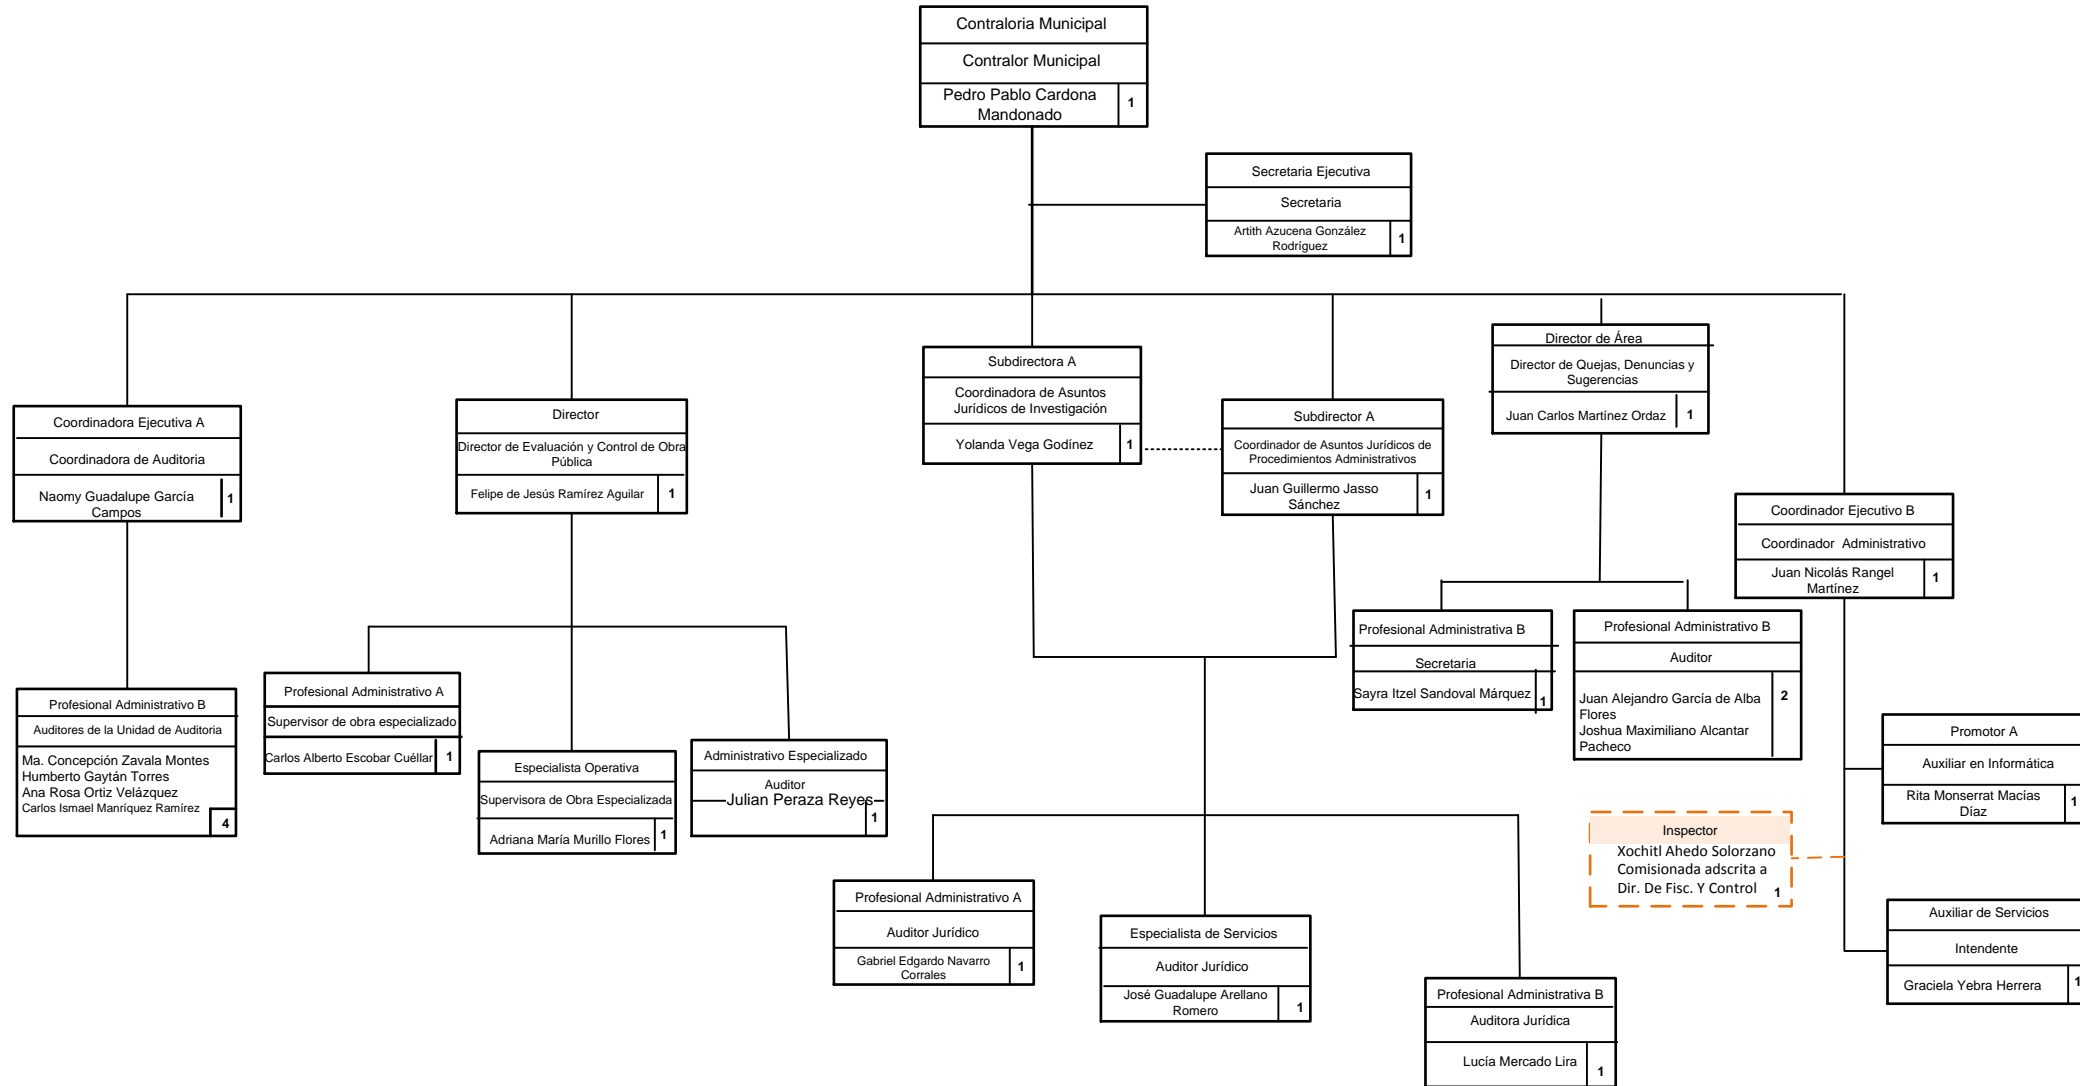 Contraloria Municipal
Contralor Municipal
Pedro Pablo Cardona
Mandonado
1
Secretaria Ejecutiva
Secretaria
Artith Azucena González
Rodríguez
1
Coordinadora Ejecutiva A
Coordinadora de Auditoria
Naomy Guadalupe García
Campos
1
Director
Director de Evaluación y Control de Obra
Pública
Felipe de Jesús Ramírez Aguilar
1
Subdirectora A
Coordinadora de Asuntos
Jurídicos de Investigación
Yolanda Vega Godínez
1
Subdirector A
Coordinador de Asuntos Jurídicos de
Procedimientos Administrativos
Juan Guillermo Jasso
Sánchez
1
Director de Área
Director de Quejas, Denuncias y
Sugerencias
Juan Carlos Martínez Ordaz
1
Coordinador Ejecutivo B
Coordinador Administrativo
Juan Nicolás Rangel
Martínez
1
Profesional Administrativo B
Auditores de la Unidad de Auditoria
Ma. Concepción Zavala Montes
Humberto Gaytán Torres
Ana Rosa Ortiz Velázquez
Carlos Ismael Manríquez Ramírez
4
Profesional Administrativo A
Supervisor de obra especializado
Carlos Alberto Escobar Cuéllar
1
Especialista Operativa
Supervisora de Obra Especializada
Adriana María Murillo Flores
1
Administrativo Especializado
Auditor
Julian Peraza Reyes
1
Profesional Administrativa B
Secretaria
Sayra Itzel Sandoval Márquez
1
Profesional Administrativo B
Auditor
Juan Alejandro García de Alba
Flores
Joshua Maximiliano Alcantar
Pacheco
2
Promotor A
Auxiliar en Informática
Rita Monserrat Macías
Díaz
1
Inspector
Xochitl Ahedo Solorzano
Comisionada adscrita a
Dir. De Fisc. Y Control
1
Auxiliar de Servicios
Intendente
Graciela Yebra Herrera
1
Profesional Administrativo A
Auditor Jurídico
Gabriel Edgardo Navarro
Corrales
1
Especialista de Servicios
Auditor Jurídico
José Guadalupe Arellano
Romero
1
Profesional Administrativa B
Auditora Jurídica
Lucía Mercado Lira
1